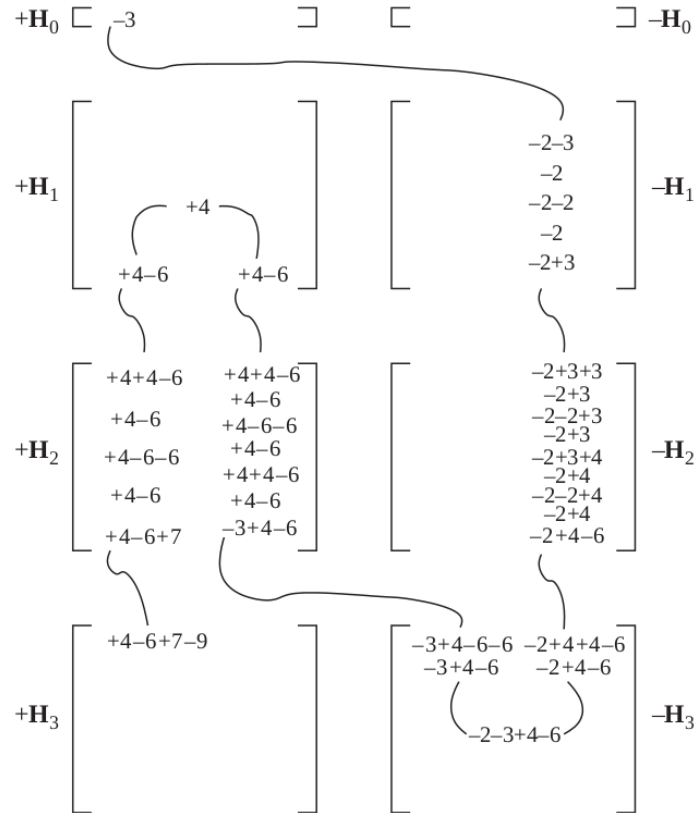 +H₀ –3 –H₀
–2–3
–2
+H₁ –H₁
+4 –2–2
–2
–2+3
+4–6 +4–6
+4+4–6 +4+4–6 –2+3+3
+4–6 –2+3
+4–6 +4–6–6 –2–2+3
–2+3
+H₂ +4–6–6 +4–6 –2+3+4 –H₂
+4+4–6 –2+4
+4–6 +4–6 –2–2+4
–2+4
+4–6+7 –3+4–6 –2+4–6
+4–6+7–9 –3+4–6–6 –2+4+4–6
–3+4–6 –2+4–6
+H₃ –H₃
–2–3+4–6